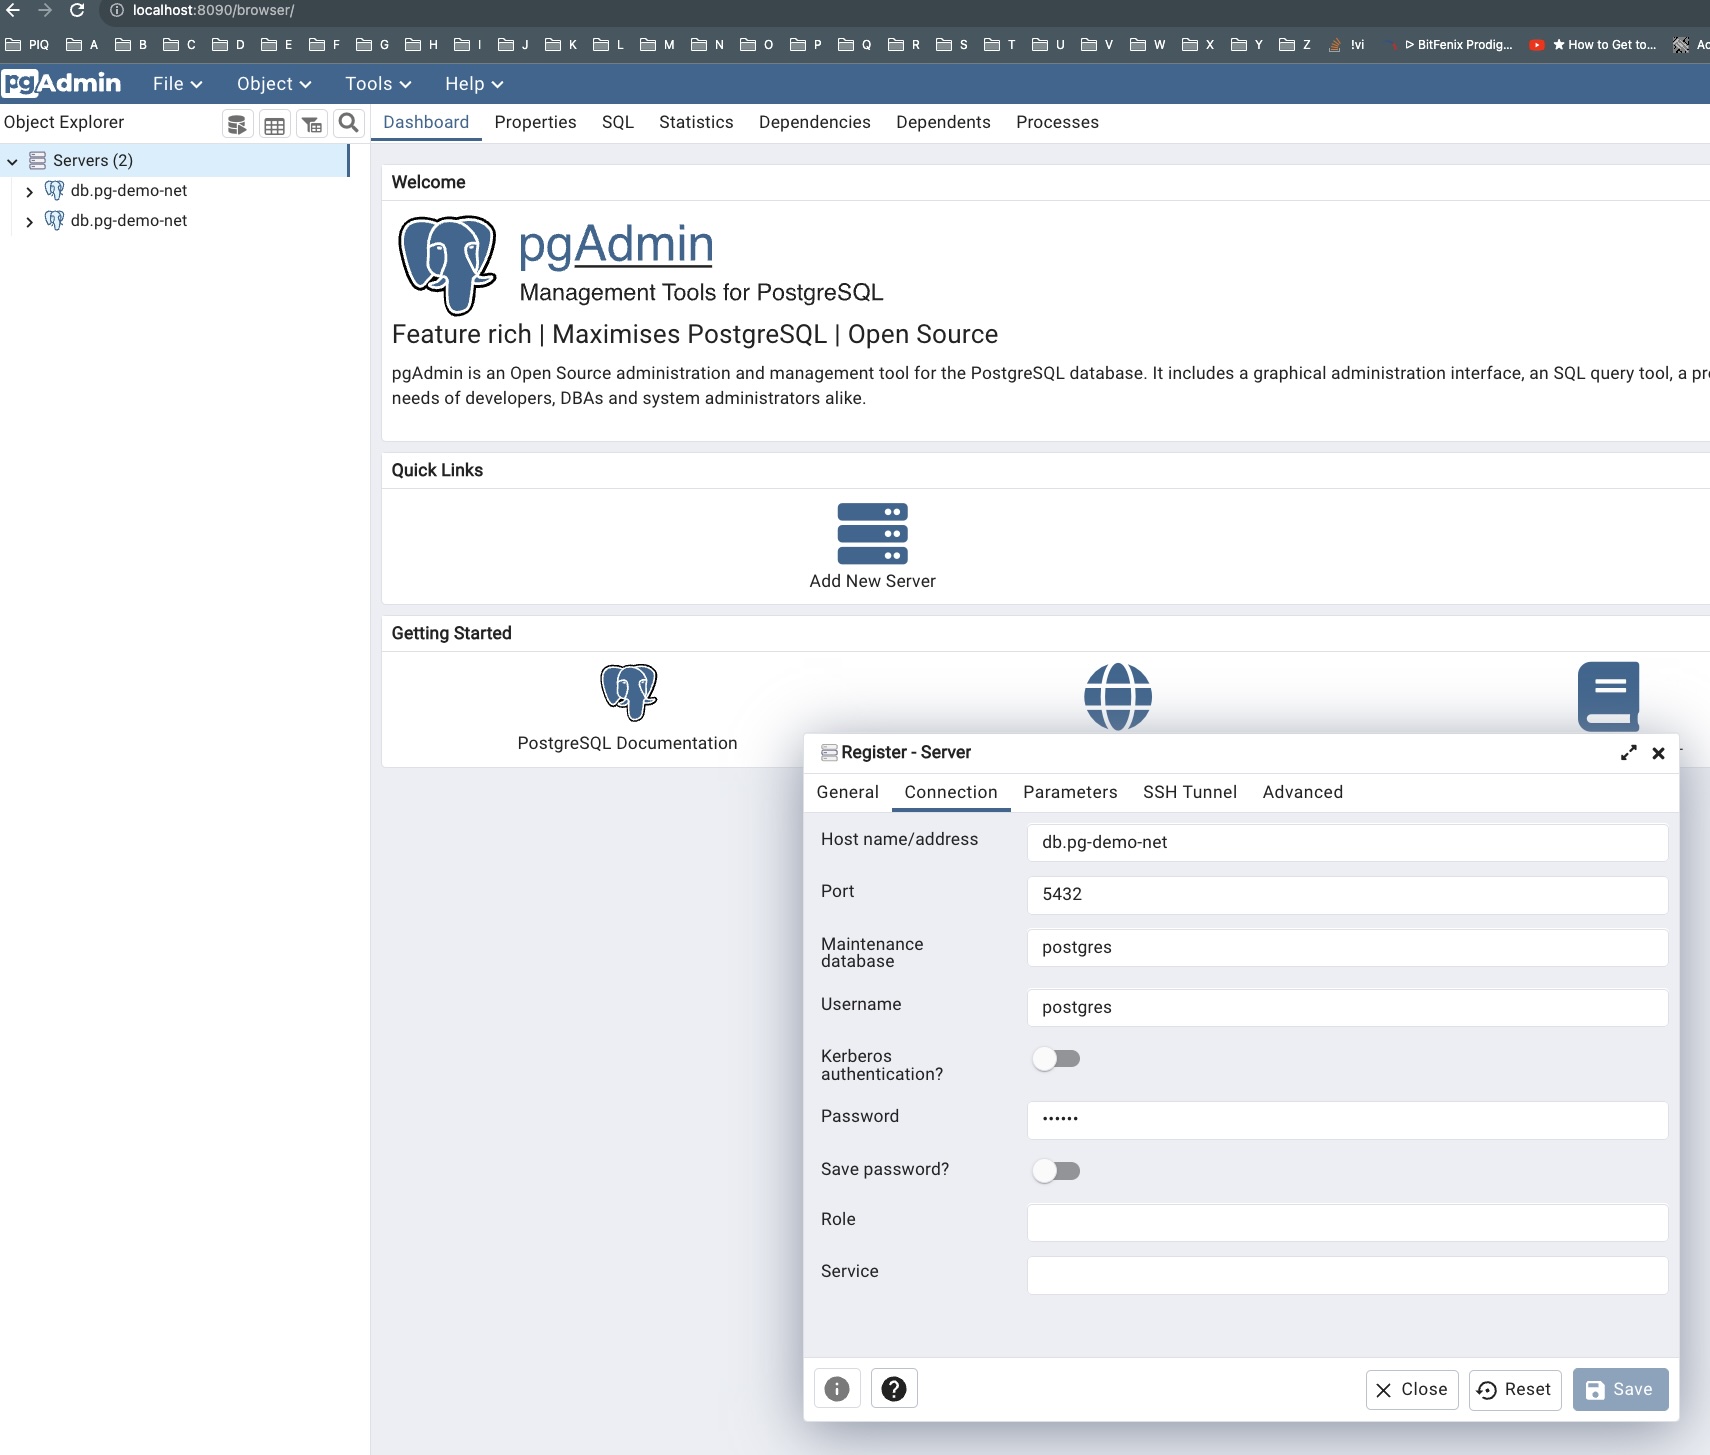 localhost:8090/browser/
PIQ A B C D E F G H I J K L M N O P Q R S T U V W X Y Z !vi ᐅ BitFenix Prodig... ★ How to Get to... Ac
pgAdmin File Object Tools Help
Object Explorer
Dashboard Properties SQL Statistics Dependencies Dependents Processes
Servers (2)
db.pg-demo-net
db.pg-demo-net
Welcome
pgAdmin
Management Tools for PostgreSQL
Feature rich | Maximises PostgreSQL | Open Source
pgAdmin is an Open Source administration and management tool for the PostgreSQL database. It includes a graphical administration interface, an SQL query tool, a pr
needs of developers, DBAs and system administrators alike.
Quick Links
Add New Server
Getting Started
PostgreSQL Documentation
Register - Server
General Connection Parameters SSH Tunnel Advanced
Host name/address db.pg-demo-net
Port 5432
Maintenance
database
postgres
Username postgres
Kerberos
authentication?
Password ••••••
Save password?
Role
Service
Close Reset Save